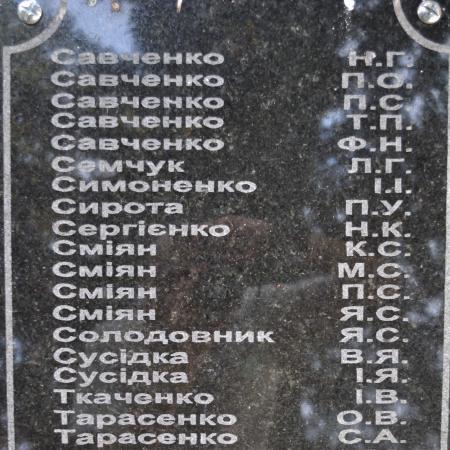 Савченко Н.Г.
Савченко П.О.
Савченко П.С.
Савченко Т.П.
Савченко Ф.Н.
Семчук Л.Г.
Симоненко І.І.
Сирота П.У.
Сергієнко Н.К.
Сміян К.С.
Сміян М.С.
Сміян П.С.
Сміян Я.С.
Солодовник Я.С.
Сусідка В.Я.
Сусідка І.Я.
Ткаченко І.В.
Тарасенко О.В.
Тарасенко С.А.